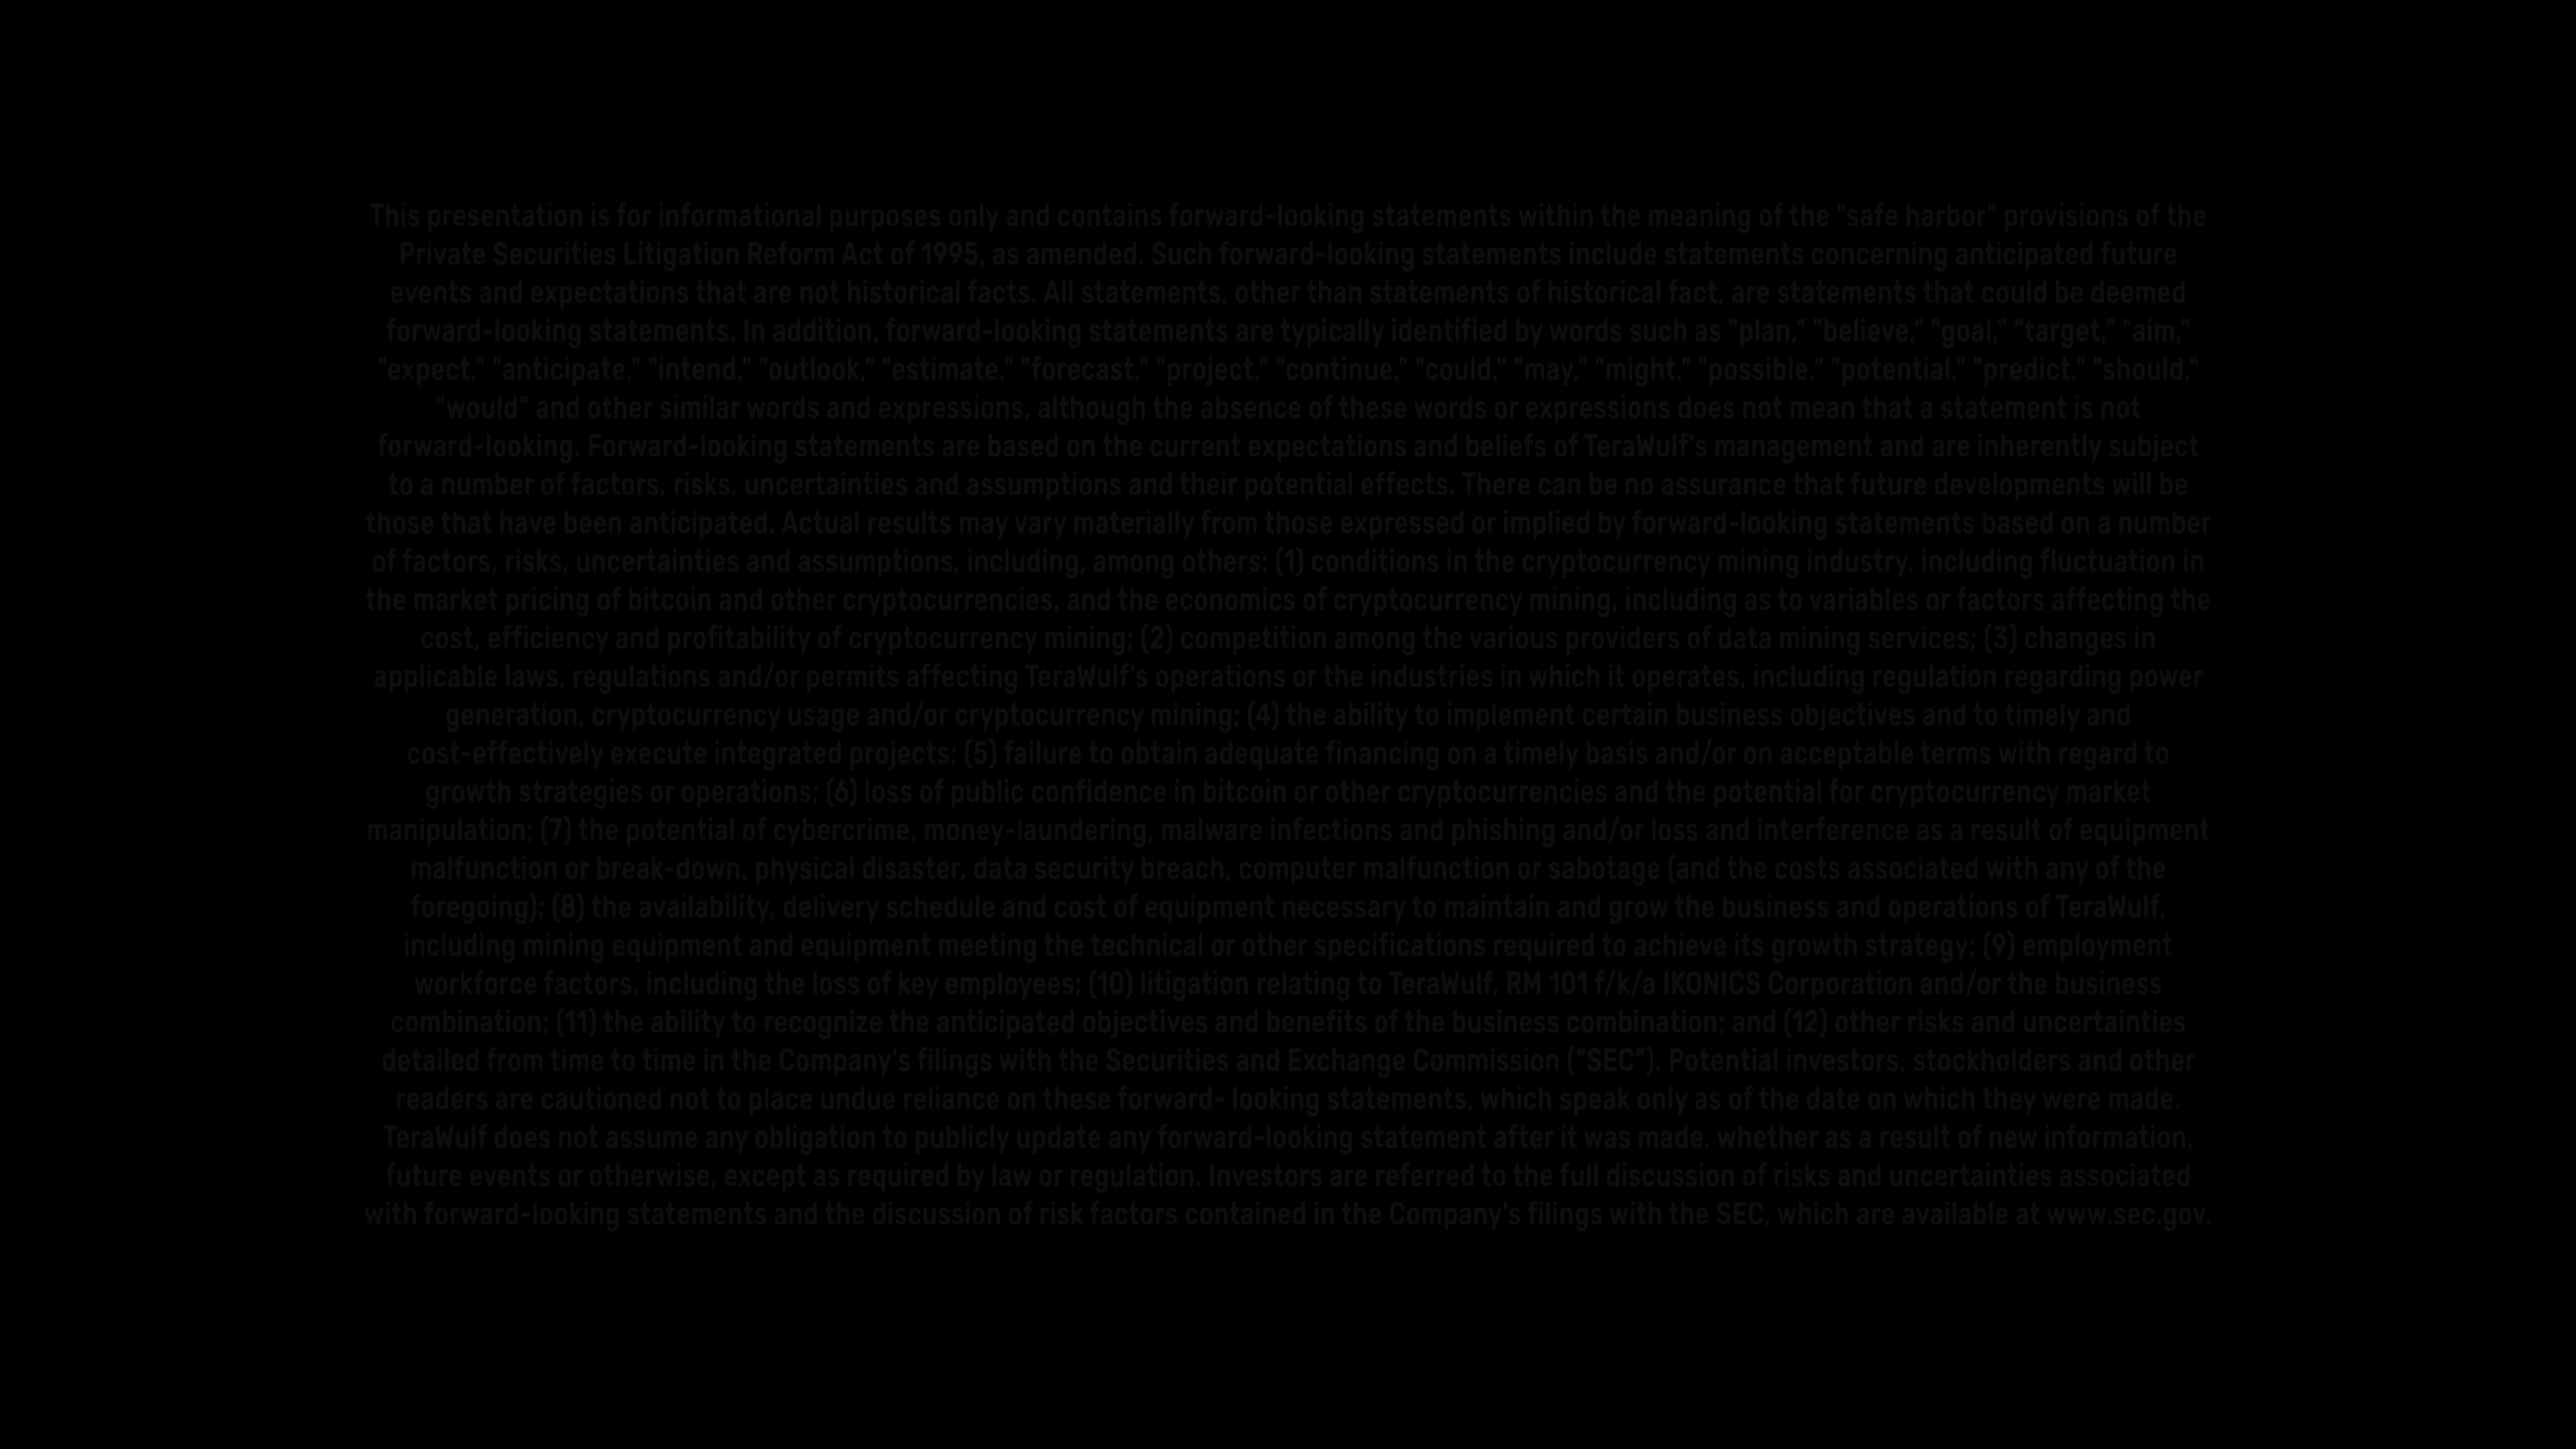 This presentation is for informational purposes only and contains forward-looking statements within the meaning of the "safe harbor" provisions of the
Private Securities Litigation Reform Act of 1995, as amended. Such forward-looking statements include statements concerning anticipated future
events and expectations that are not historical facts. All statements, other than statements of historical fact, are statements that could be deemed
forward-looking statements. In addition, forward-looking statements are typically identified by words such as "plan," "believe," "goal," "target," "aim,"
"expect," "anticipate," "intend," "outlook," "estimate," "forecast," "project," "continue," "could," "may," "might," "possible," "potential," "predict," "should,"
"would" and other similar words and expressions, although the absence of these words or expressions does not mean that a statement is not
forward-looking. Forward-looking statements are based on the current expectations and beliefs of TeraWulf's management and are inherently subject
to a number of factors, risks, uncertainties and assumptions and their potential effects. There can be no assurance that future developments will be
those that have been anticipated. Actual results may vary materially from those expressed or implied by forward-looking statements based on a number
of factors, risks, uncertainties and assumptions, including, among others: (1) conditions in the cryptocurrency mining industry, including fluctuation in
the market pricing of bitcoin and other cryptocurrencies, and the economics of cryptocurrency mining, including as to variables or factors affecting the
cost, efficiency and profitability of cryptocurrency mining; (2) competition among the various providers of data mining services; (3) changes in
applicable laws, regulations and/or permits affecting TeraWulf's operations or the industries in which it operates, including regulation regarding power
generation, cryptocurrency usage and/or cryptocurrency mining; (4) the ability to implement certain business objectives and to timely and
cost-effectively execute integrated projects; (5) failure to obtain adequate financing on a timely basis and/or on acceptable terms with regard to
growth strategies or operations; (6) loss of public confidence in bitcoin or other cryptocurrencies and the potential for cryptocurrency market
manipulation; (7) the potential of cybercrime, money-laundering, malware infections and phishing and/or loss and interference as a result of equipment
malfunction or break-down, physical disaster, data security breach, computer malfunction or sabotage (and the costs associated with any of the
foregoing); (8) the availability, delivery schedule and cost of equipment necessary to maintain and grow the business and operations of TeraWulf,
including mining equipment and equipment meeting the technical or other specifications required to achieve its growth strategy; (9) employment
workforce factors, including the loss of key employees; (10) litigation relating to TeraWulf, RM 101 f/k/a IKONICS Corporation and/or the business
combination; (11) the ability to recognize the anticipated objectives and benefits of the business combination; and (12) other risks and uncertainties
detailed from time to time in the Company's filings with the Securities and Exchange Commission ("SEC"). Potential investors, stockholders and other
readers are cautioned not to place undue reliance on these forward- looking statements, which speak only as of the date on which they were made.
TeraWulf does not assume any obligation to publicly update any forward-looking statement after it was made, whether as a result of new information,
future events or otherwise, except as required by law or regulation. Investors are referred to the full discussion of risks and uncertainties associated
with forward-looking statements and the discussion of risk factors contained in the Company's filings with the SEC, which are available at www.sec.gov.